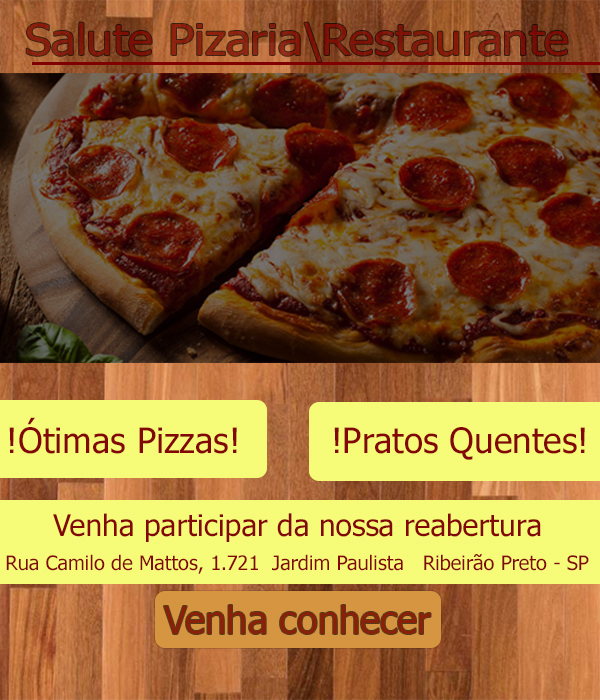 Salute Pizaria\Restaurante
!Ótimas Pizzas!
!Pratos Quentes!
Venha participar da nossa reabertura
Rua Camilo de Mattos, 1.721 Jardim Paulista Ribeirão Preto - SP
Venha conhecer